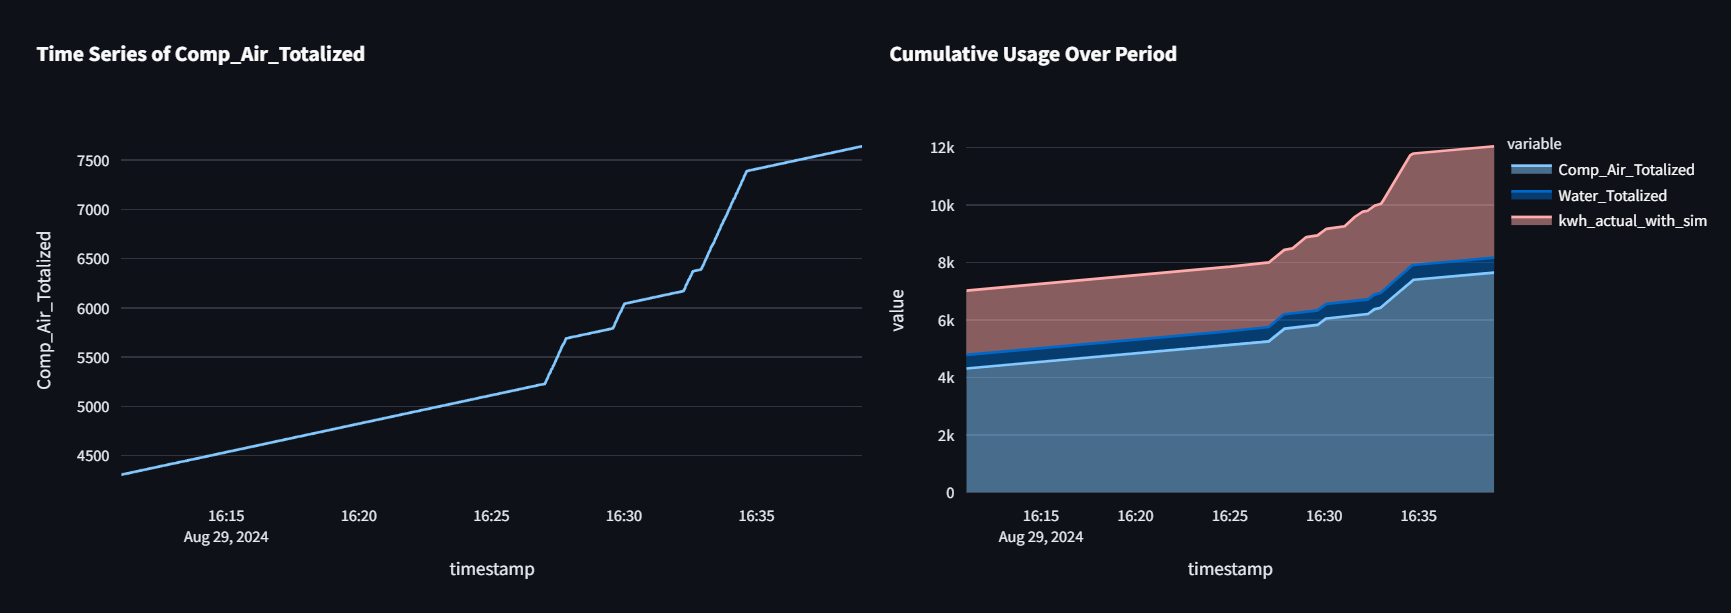 Time Series of Comp_Air_Totalized
Comp_Air_Totalized
7500
7000
6500
6000
5500
5000
4500
16:15
16:20
16:25
16:30
16:35
Aug 29, 2024
timestamp
Cumulative Usage Over Period
value
12k
10k
8k
6k
4k
2k
0
16:15
16:20
16:25
16:30
16:35
Aug 29, 2024
timestamp
variable
Comp_Air_Totalized
Water_Totalized
kwh_actual_with_sim